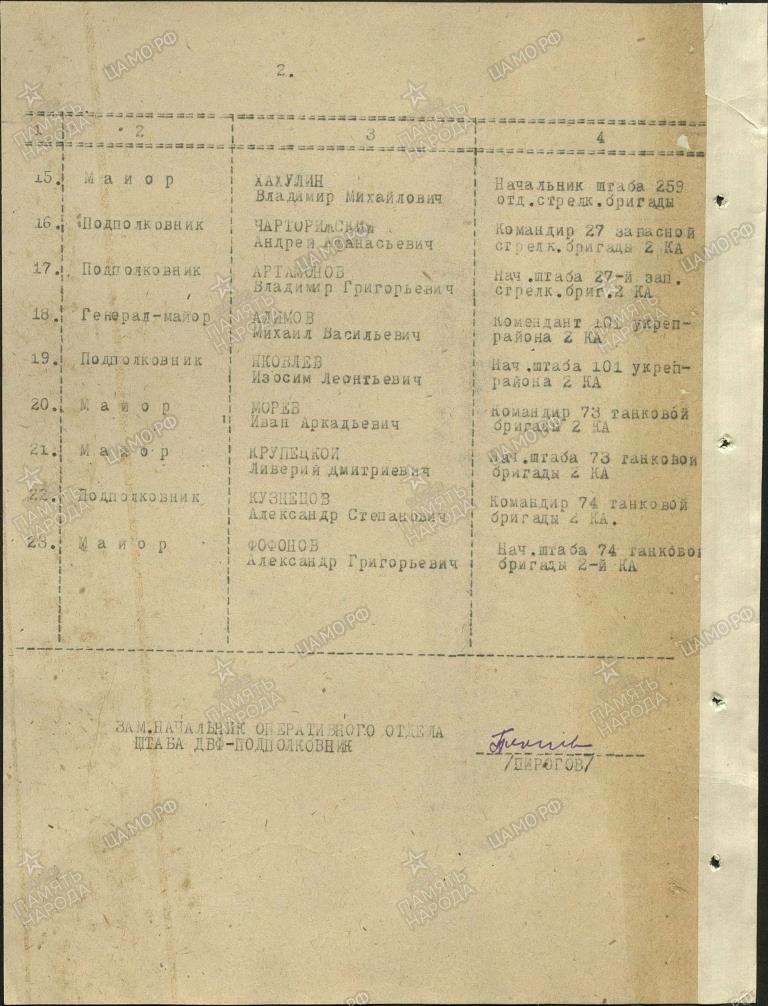 2.
1 2 3 4
15. Майор ХАХУЛИН Начальник штаба 259
Владимир Михайлович отд.стрелк.бригады
16. Подполковник ЧАРТОРИЖСКИЙ Командир 27 запасной
Андрей Афанасьевич стрелк.бригады 2 КА
17. Подполковник АРТАМОНОВ Нач.штаба 27-й зап.
Владимир Григорьевич стрелк.бриг.2 КА
18. Генерал-майор АЛИМОВ Комендант 101 укреп-
Михаил Васильевич района 2 КА
19. Подполковник ЯКОВЛЕВ Нач.штаба 101 укреп-
Изосим Леонтьевич района 2 КА
20. Майор МОРЕВ Командир 73 танковой
Иван Аркадьевич бригады 2 КА
21. Майор КРУПЕЦКОЙ Нач.штаба 73 танковой
Ливерий Дмитриевич бригады 2 КА
22. Подполковник КУЗНЕЦОВ Командир 74 танковой
Александр Степанович бригады 2 КА.
23. Майор ФОФОНОВ Нач.штаба 74 танковой
Александр Григорьевич бригады 2-й КА
ЗАМ.НАЧАЛЬНИК ОПЕРАТИВНОГО ОТДЕЛА
ШТАБА ДВФ-ПОДПОЛКОВНИК
/ПИРОГОВ/
ПАМЯТЬ НАРОДА
ЦАМО РФ